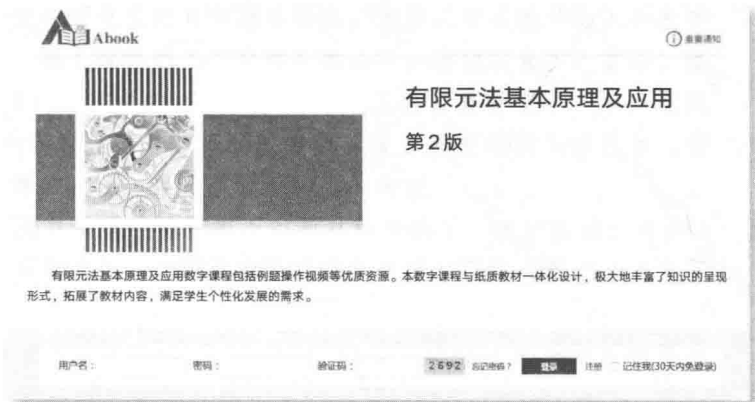 Abook
重要通知
有限元法基本原理及应用
第2版
有限元法基本原理及应用数字课程包括例题操作视频等优质资源。本数字课程与纸质教材一体化设计，极大地丰富了知识的呈现
形式，拓展了教材内容，满足学生个性化发展的需求。
用户名： 密码： 验证码： 2692 忘记密码？ 登录 注册 记住我(30天内免登录)